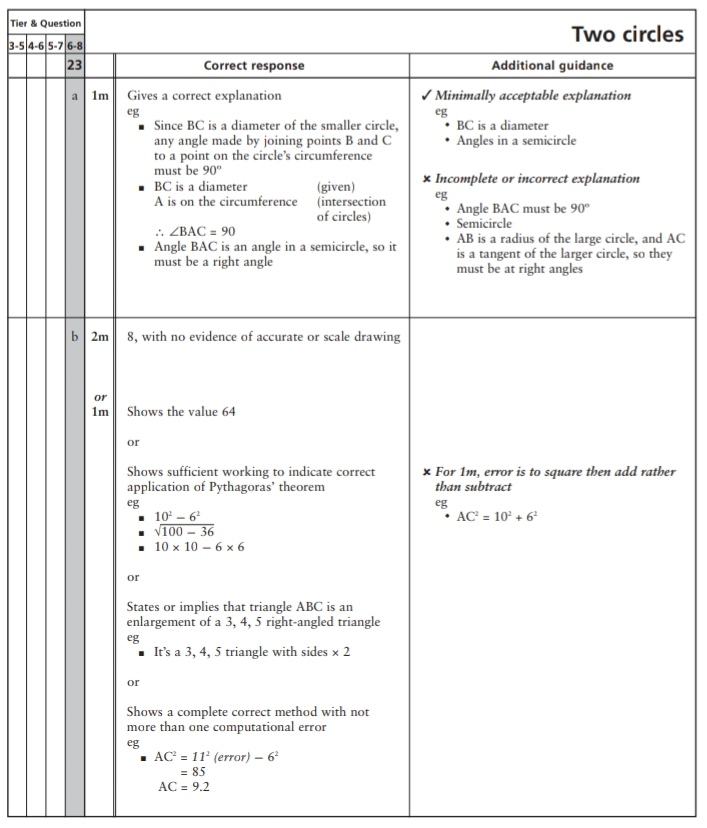 Tier & Question
Two circles
3-5 4-6 5-7 6-8
23
Correct response
Additional guidance
a
1m
Gives a correct explanation
eg
▪ Since BC is a diameter of the smaller circle,
any angle made by joining points B and C
to a point on the circle's circumference
must be 90º
▪ BC is a diameter (given)
A is on the circumference (intersection
of circles)
∴ ∠BAC = 90
▪ Angle BAC is an angle in a semicircle, so it
must be a right angle
✓ Minimally acceptable explanation
eg
• BC is a diameter
• Angles in a semicircle
✗ Incomplete or incorrect explanation
eg
• Angle BAC must be 90º
• Semicircle
• AB is a radius of the large circle, and AC
is a tangent of the larger circle, so they
must be at right angles
b
2m
8, with no evidence of accurate or scale drawing
or
1m
Shows the value 64
or
Shows sufficient working to indicate correct
application of Pythagoras' theorem
eg
▪ 10² – 6²
▪ √100 – 36
▪ 10 × 10 – 6 × 6
✗ For 1m, error is to square then add rather
than subtract
eg
• AC² = 10² + 6²
or
States or implies that triangle ABC is an
enlargement of a 3, 4, 5 right-angled triangle
eg
▪ It's a 3, 4, 5 triangle with sides × 2
or
Shows a complete correct method with not
more than one computational error
eg
▪ AC² = 11² (error) – 6²
= 85
AC = 9.2